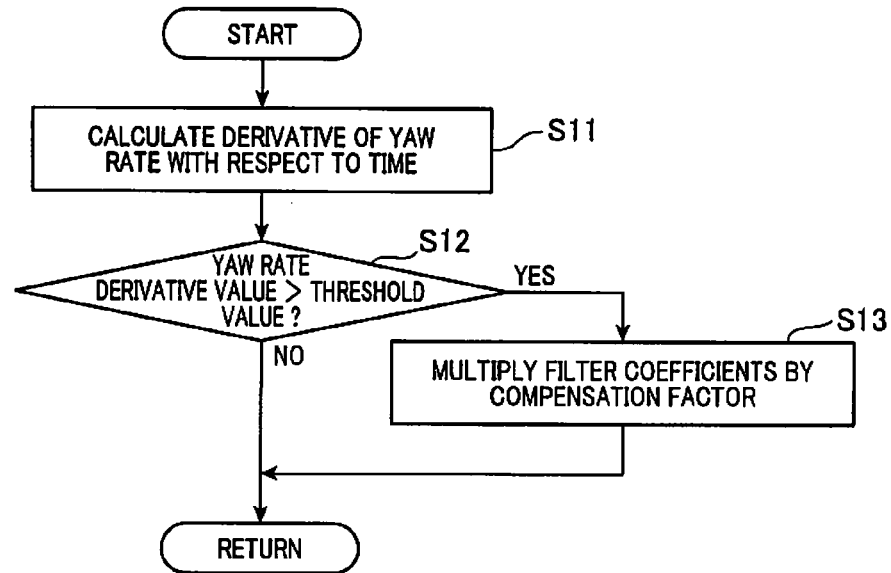 START
CALCULATE DERIVATIVE OF YAW
RATE WITH RESPECT TO TIME
S11
S12
YAW RATE
DERIVATIVE VALUE > THRESHOLD
VALUE ?
YES
NO
S13
MULTIPLY FILTER COEFFICIENTS BY
COMPENSATION FACTOR
RETURN